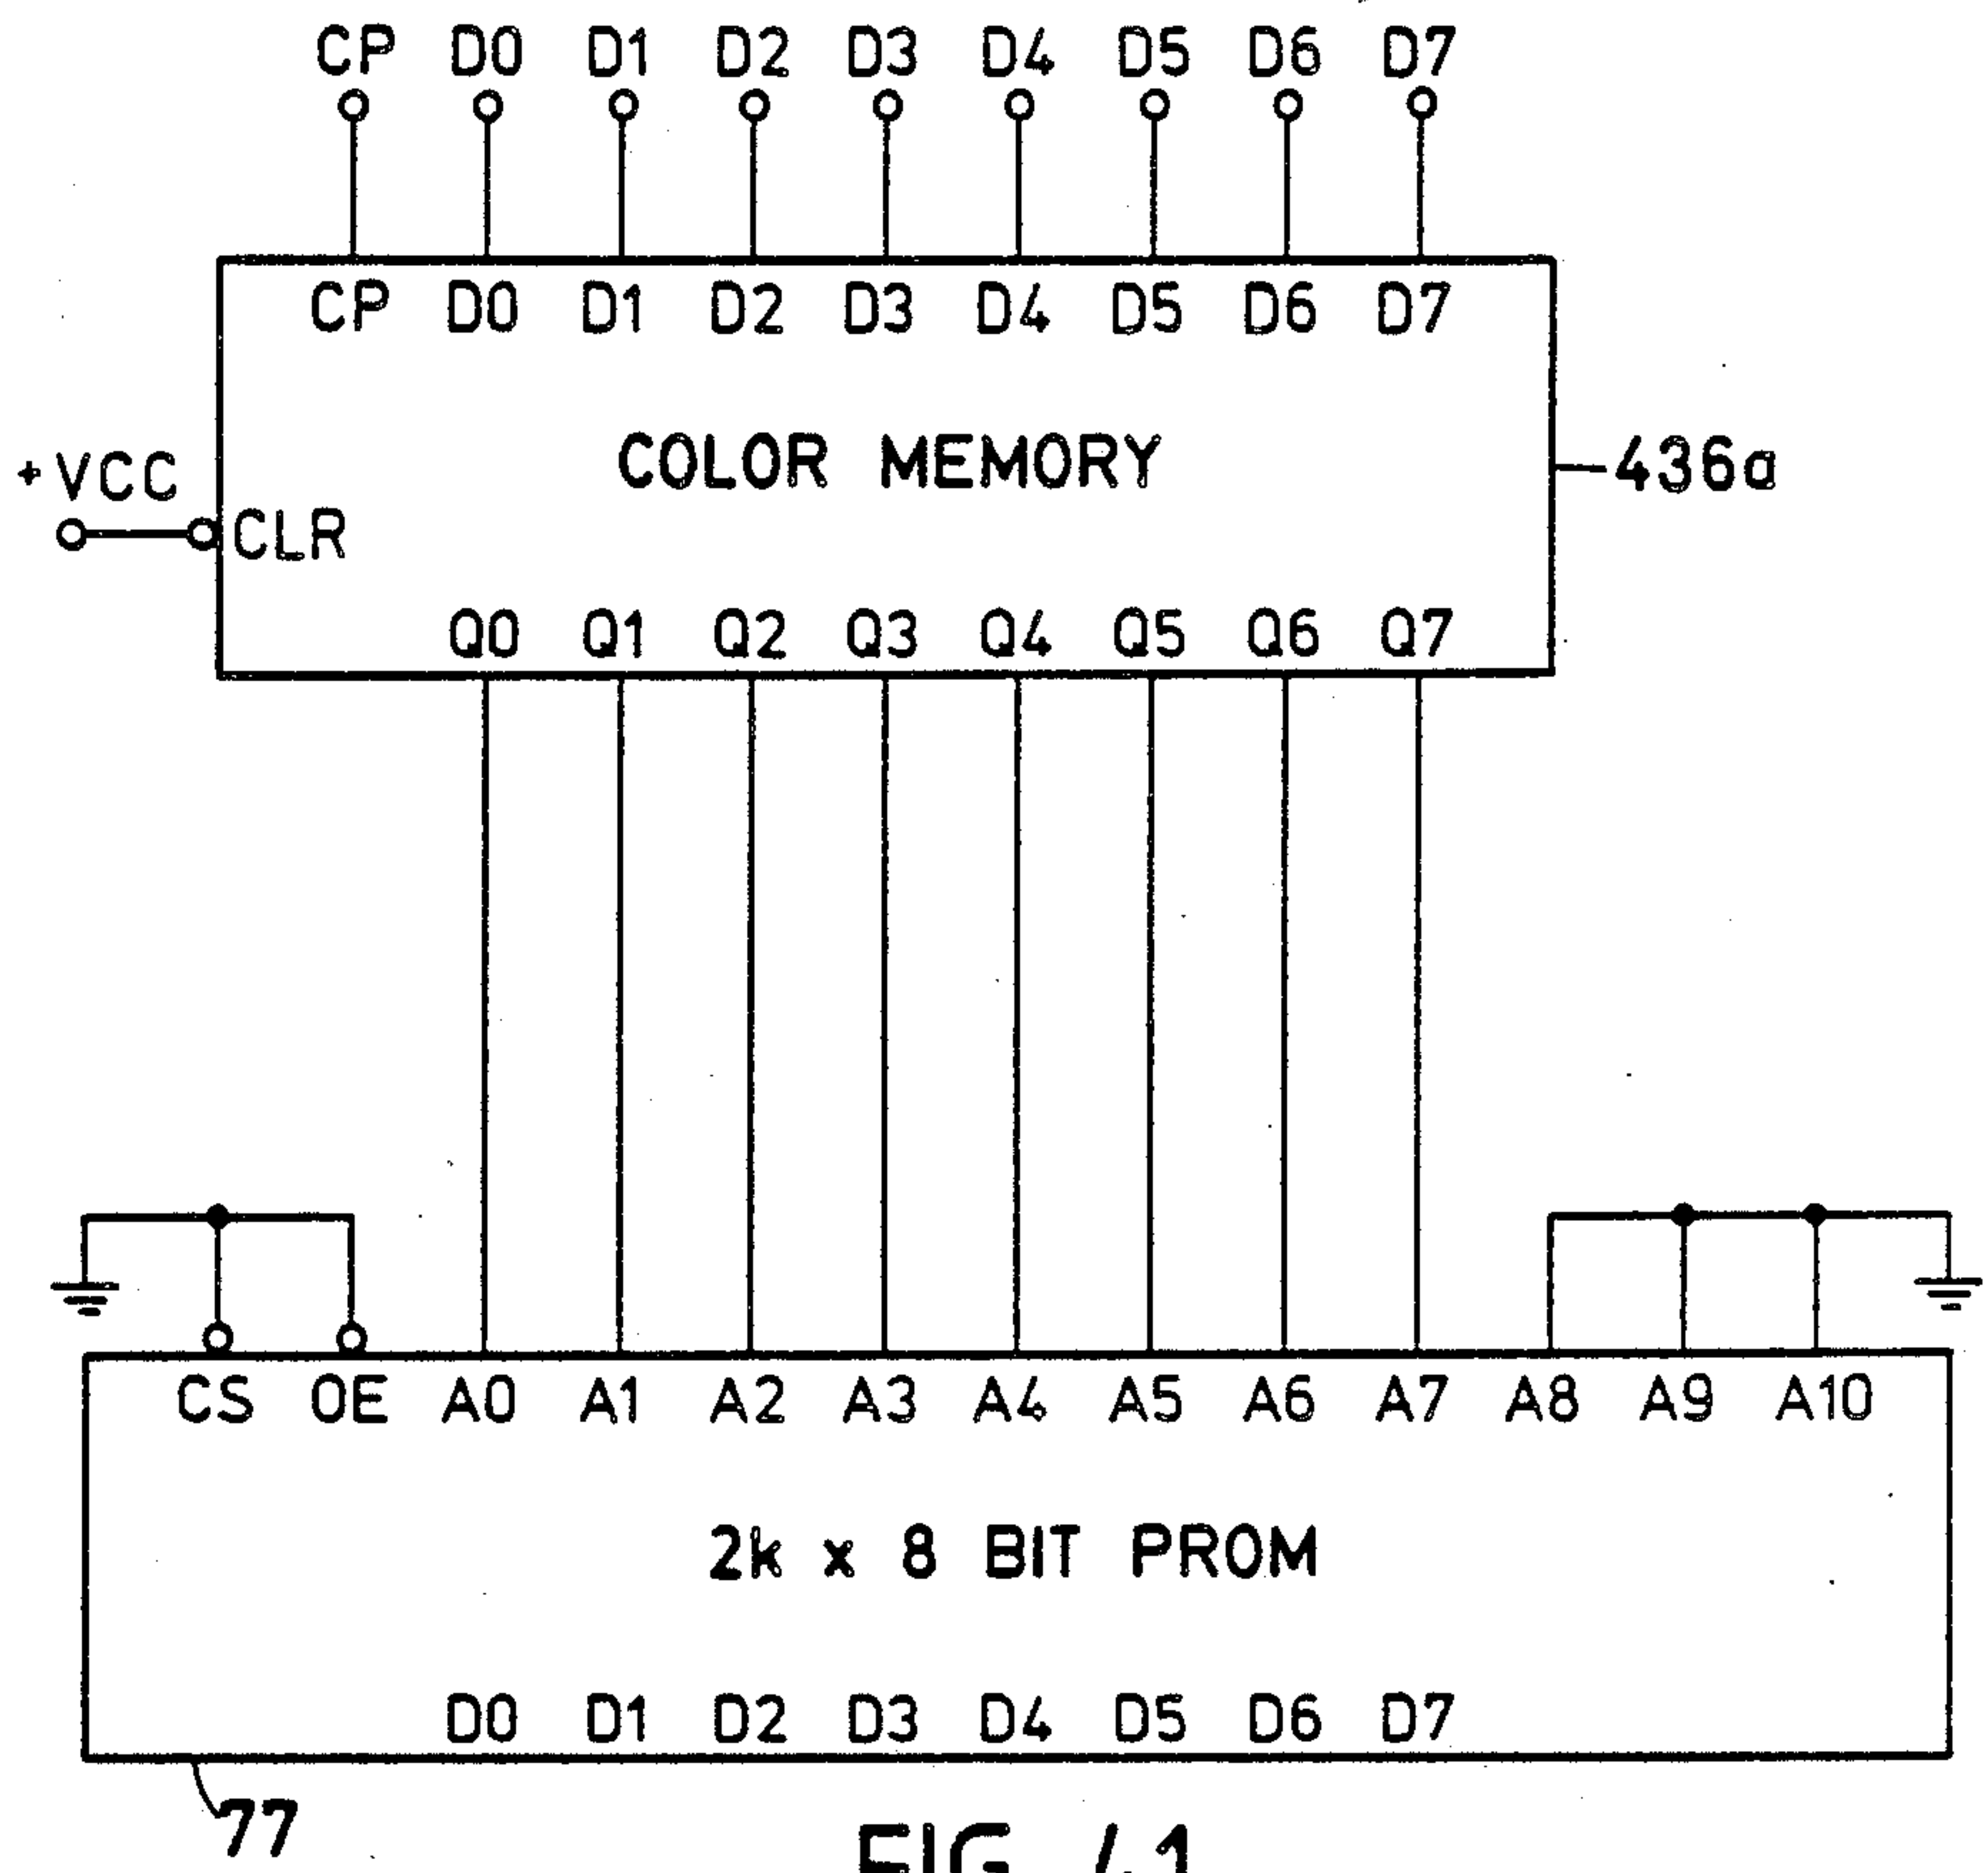 CP D0 D1 D2 D3 D4 D5 D6 D7
CP D0 D1 D2 D3 D4 D5 D6 D7
COLOR MEMORY
436a
+VCC
CLR
Q0 Q1 Q2 Q3 Q4 Q5 Q6 Q7
CS OE A0 A1 A2 A3 A4 A5 A6 A7 A8 A9 A10
2k x 8 BIT PROM
D0 D1 D2 D3 D4 D5 D6 D7
77
FIG. 41